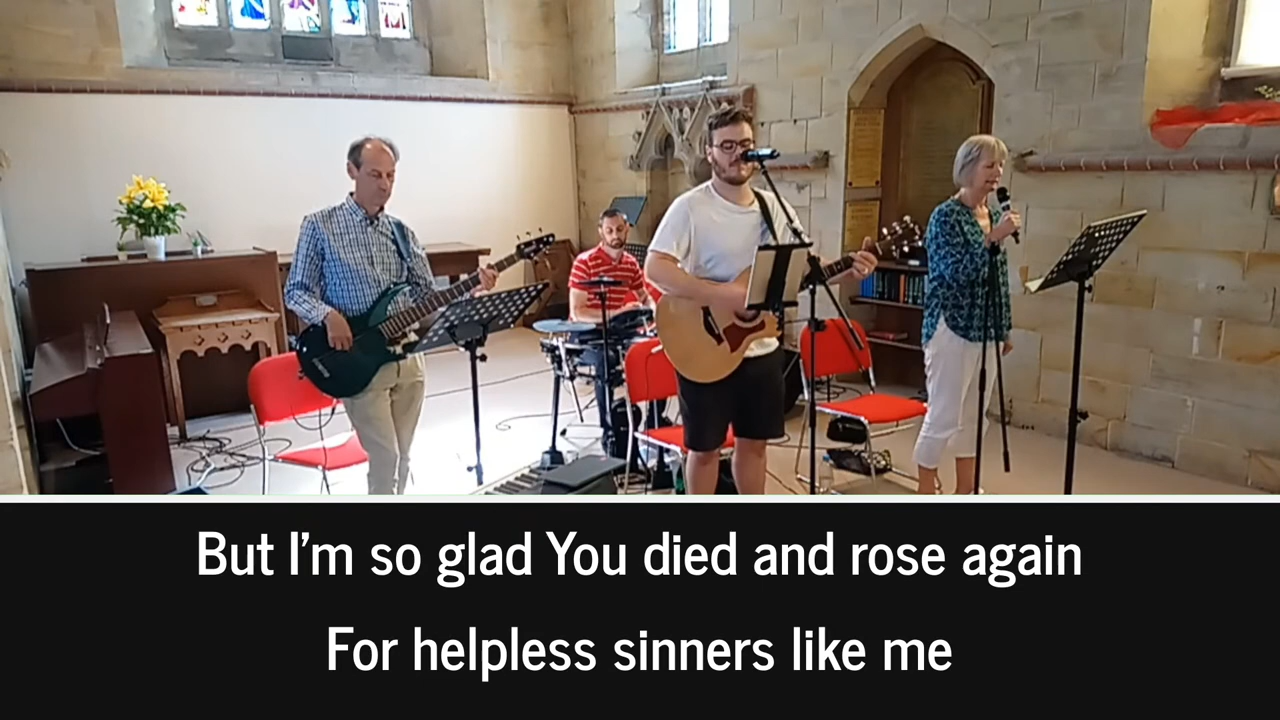 But I'm so glad You died and rose again
For helpless sinners like me